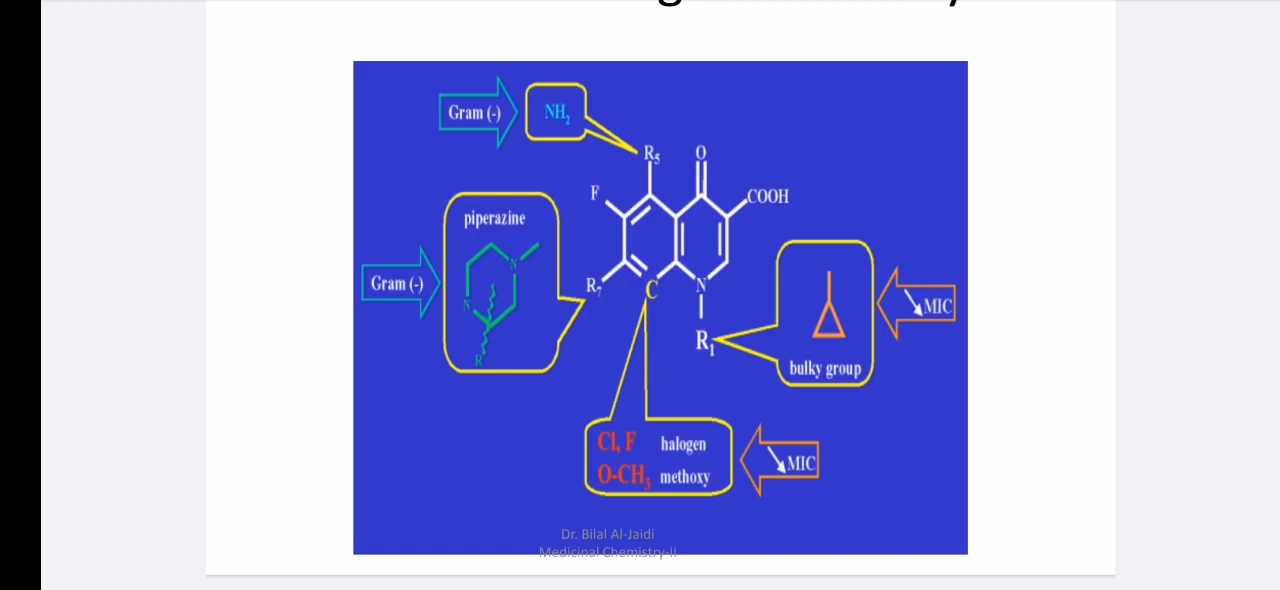 Gram (-)
NH2
R5
O
F
COOH
piperazine
N
N
R
Gram (-)
R7
C
N
R1
MIC
bulky group
Cl, F halogen
O-CH3 methoxy
MIC
Dr. Bilal Al-Jaidi
Medicinal Chemistry-II